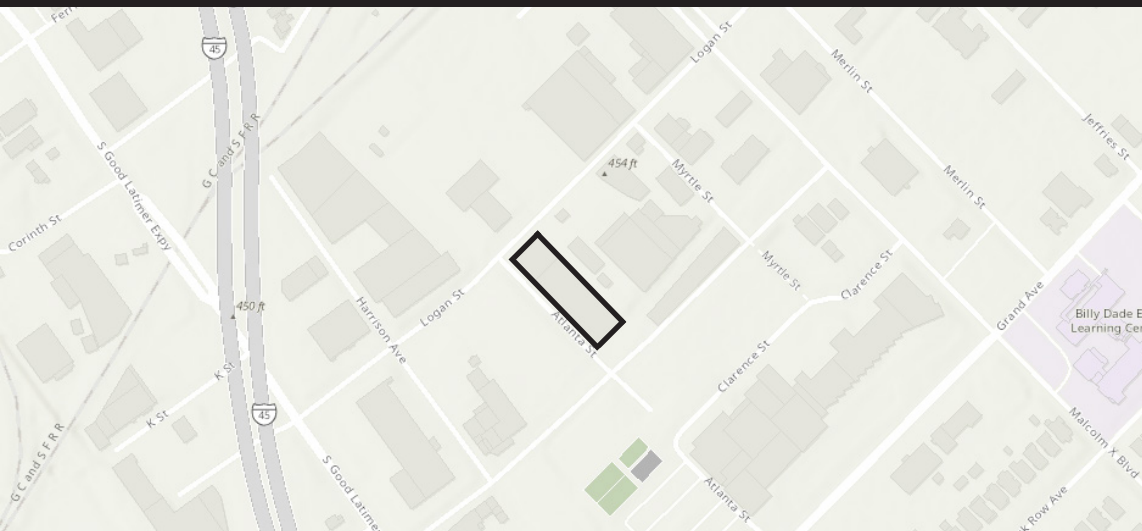 Logan St
45
Merlin St
Jeffries St
G C and S F R R
S Good Latimer Expy
454 ft
Myrtle St
Merlin St
Corinth St
Myrtle St
Clarence St
450 ft
Logan St
Harrison Ave
Atlanta St
Grand Ave
Billy Dade E
Learning Cen
K St
Clarence St
45
K St
G C and S F R R
S Good Latime
Atlanta St
Malcolm X Blvd
k Row Ave